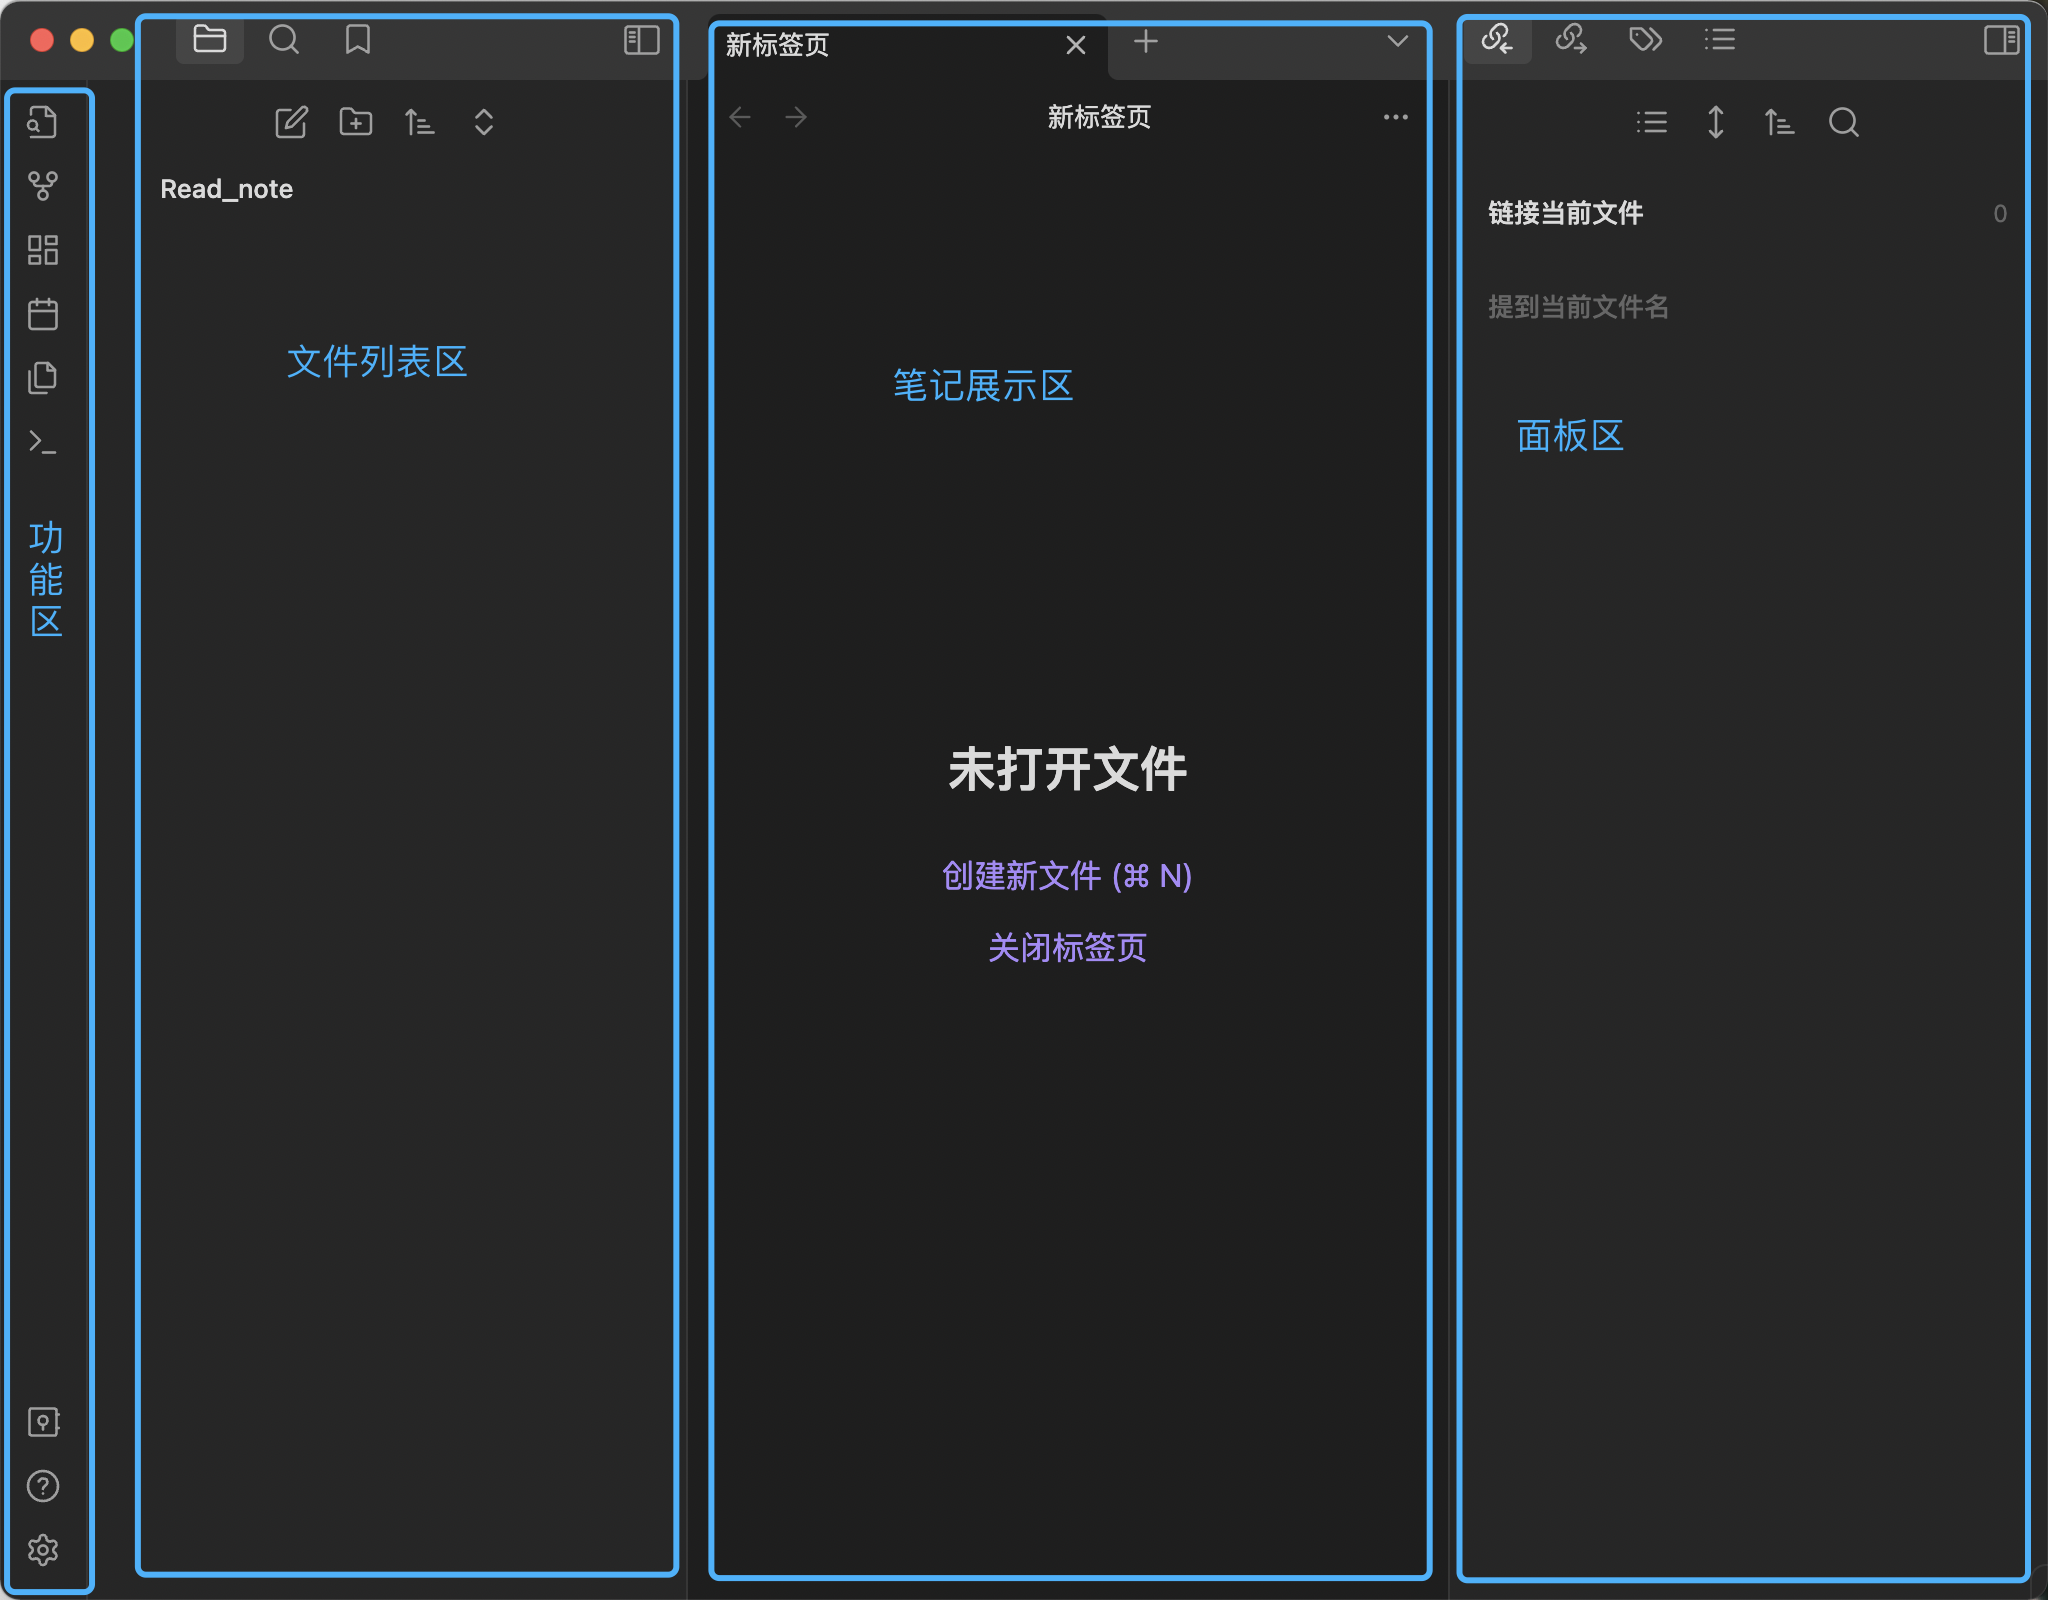 新标签页
新标签页
Read_note
链接当前文件 0
提到当前文件名
文件列表区
笔记展示区
面板区
功
能
区
未打开文件
创建新文件 (⌘ N)
关闭标签页